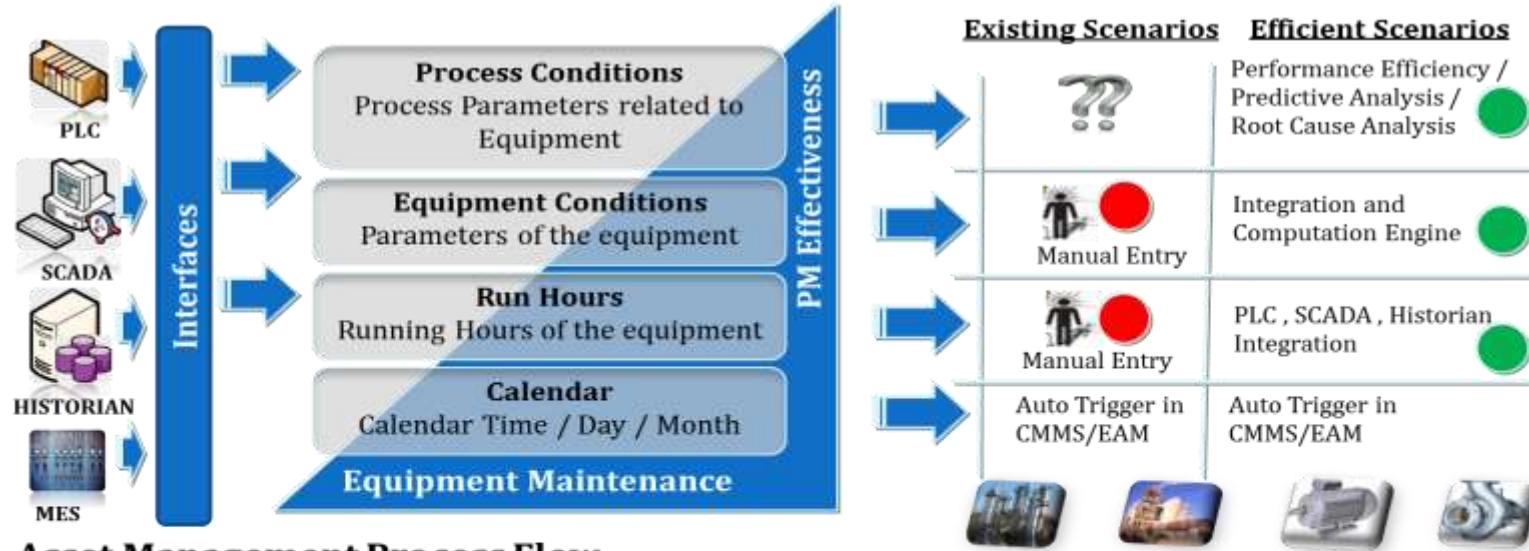 PLC
SCADA
HISTORIAN
MES
Interfaces
Process Conditions
Process Parameters related to
Equipment
Equipment Conditions
Parameters of the equipment
Run Hours
Running Hours of the equipment
Calendar
Calendar Time / Day / Month
Equipment Maintenance
PM Effectiveness
Existing Scenarios
Efficient Scenarios
??
Performance Efficiency /
Predictive Analysis /
Root Cause Analysis
Manual Entry
Integration and
Computation Engine
Manual Entry
PLC , SCADA , Historian
Integration
Auto Trigger in
CMMS/EAM
Auto Trigger in
CMMS/EAM
Asset Management Process Flow